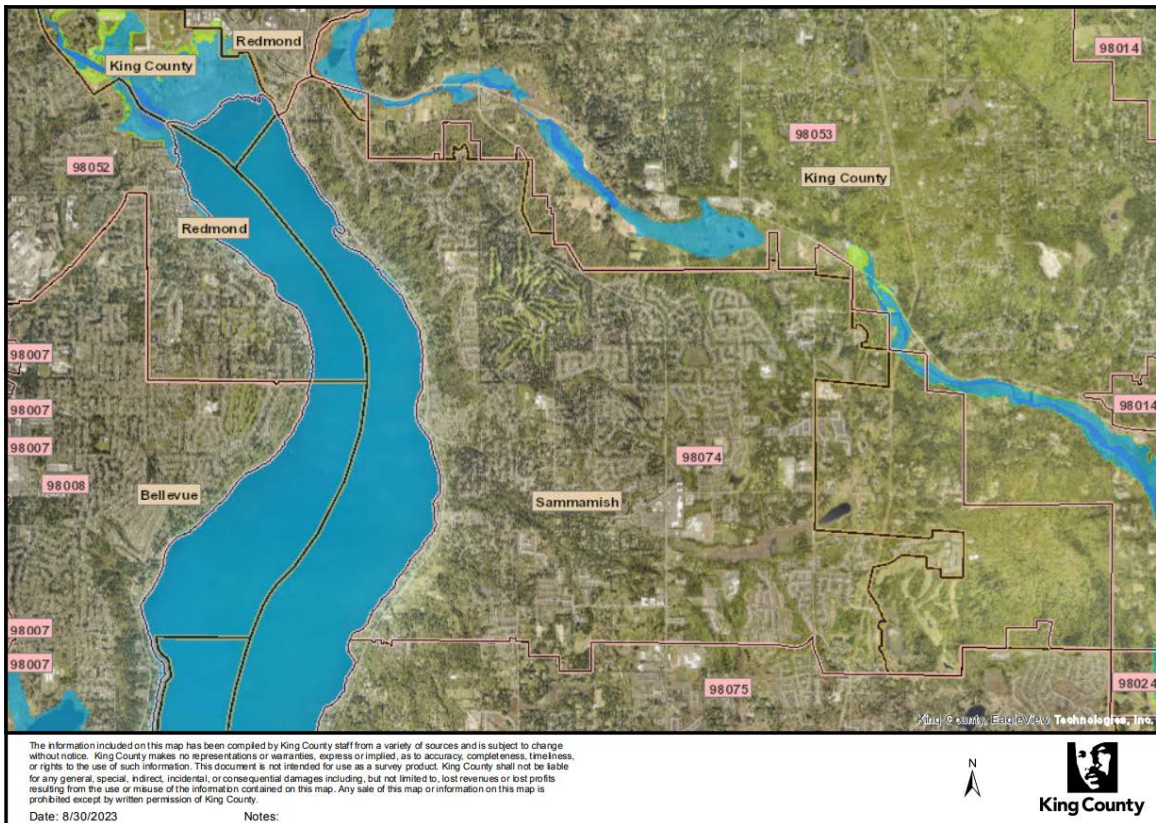 Redmond
98014
King County
98053
98052
King County
Redmond
98007
98014
98007
98007
98074
98008
Bellevue
Sammamish
98007
98007
98075
98024
King County, EagleView Technologies, Inc.
The information included on this map has been compiled by King County staff from a variety of sources and is subject to change
without notice. King County makes no representations or warranties, express or implied, as to accuracy, completeness, timeliness,
or rights to the use of such information. This document is not intended for use as a survey product. King County shall not be liable
for any general, special, indirect, incidental, or consequential damages including, but not limited to, lost revenues or lost profits
resulting from the use or misuse of the information contained on this map. Any sale of this map or information on this map is
prohibited except by written permission of King County.
Date: 8/30/2023 Notes:
N
King County